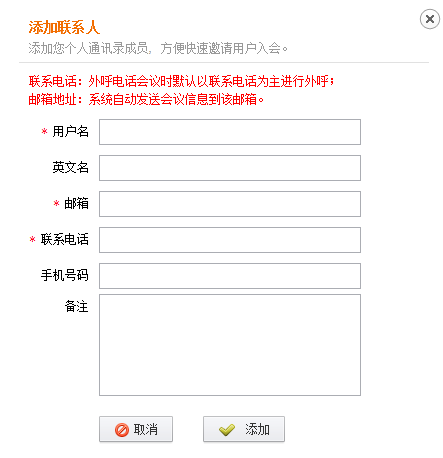 添加联系人
添加您个人通讯录成员，方便快速邀请用户入会。
联系电话：外呼电话会议时默认以联系电话为主进行外呼；
邮箱地址：系统自动发送会议信息到该邮箱。
* 用户名
英文名
* 邮箱
* 联系电话
手机号码
备注
取消 添加